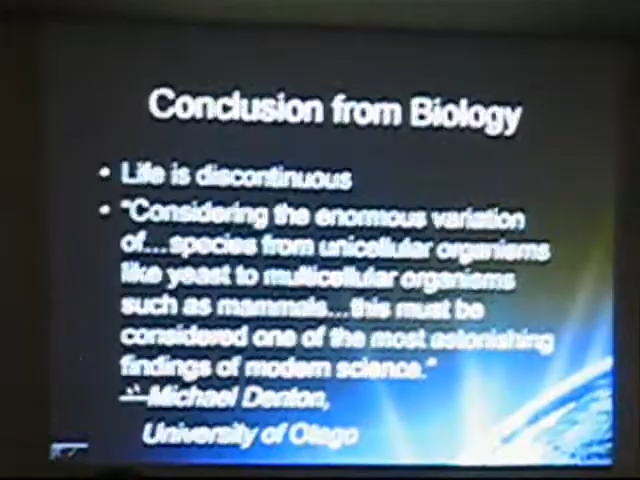 Conclusion from Biology
• Life is discontinuous
• "Considering the enormous variation
of...species from unicellular organisms
like yeast to multicellular organisms
such as mammals...this must be
considered one of the most astonishing
findings of modern science."
—Michael Denton,
University of Otago